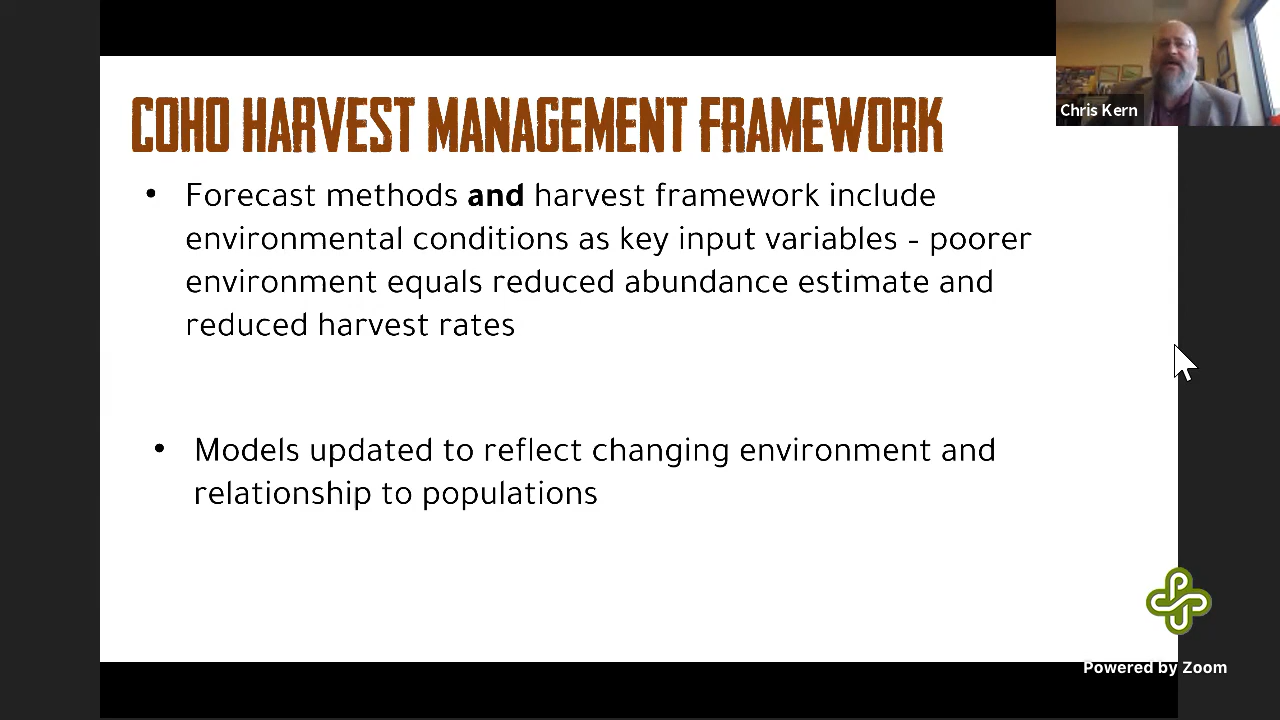 COHO HARVEST MANAGEMENT FRAMEWORK
Chris Kern
• Forecast methods and harvest framework include
environmental conditions as key input variables - poorer
environment equals reduced abundance estimate and
reduced harvest rates
• Models updated to reflect changing environment and
relationship to populations
PSU
Powered by Zoom